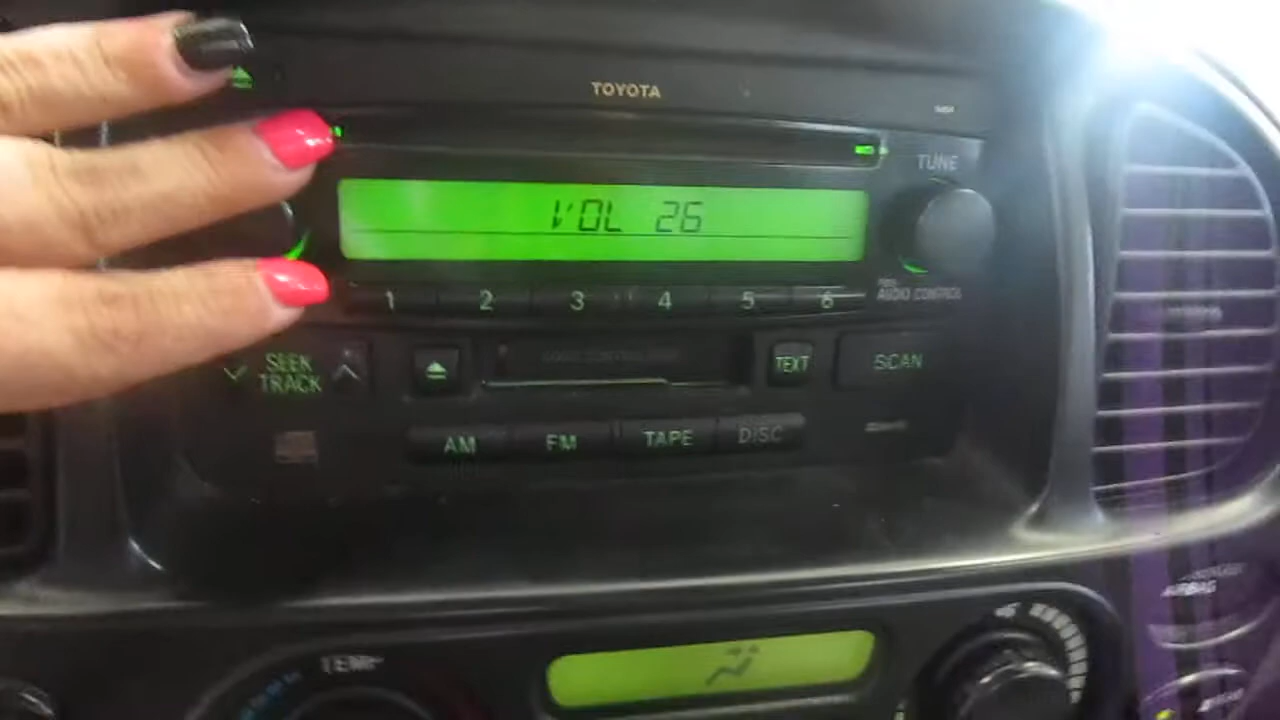 TOYOTA
TUNE
VOL 26
1 2 3 4 5 6
AUDIO CONTROL
SEEK
TRACK
TEXT
SCAN
AM FM TAPE DISC
TEMP
AIRBAG